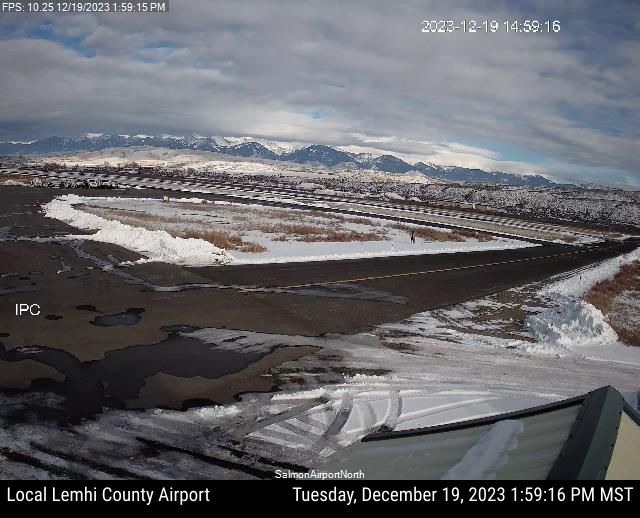 FPS: 10.25 12/19/2023 1:59:15 PM
2023-12-19 14:59:16
IPC
SalmonAirportNorth
Local Lemhi County Airport Tuesday, December 19, 2023 1:59:16 PM MST